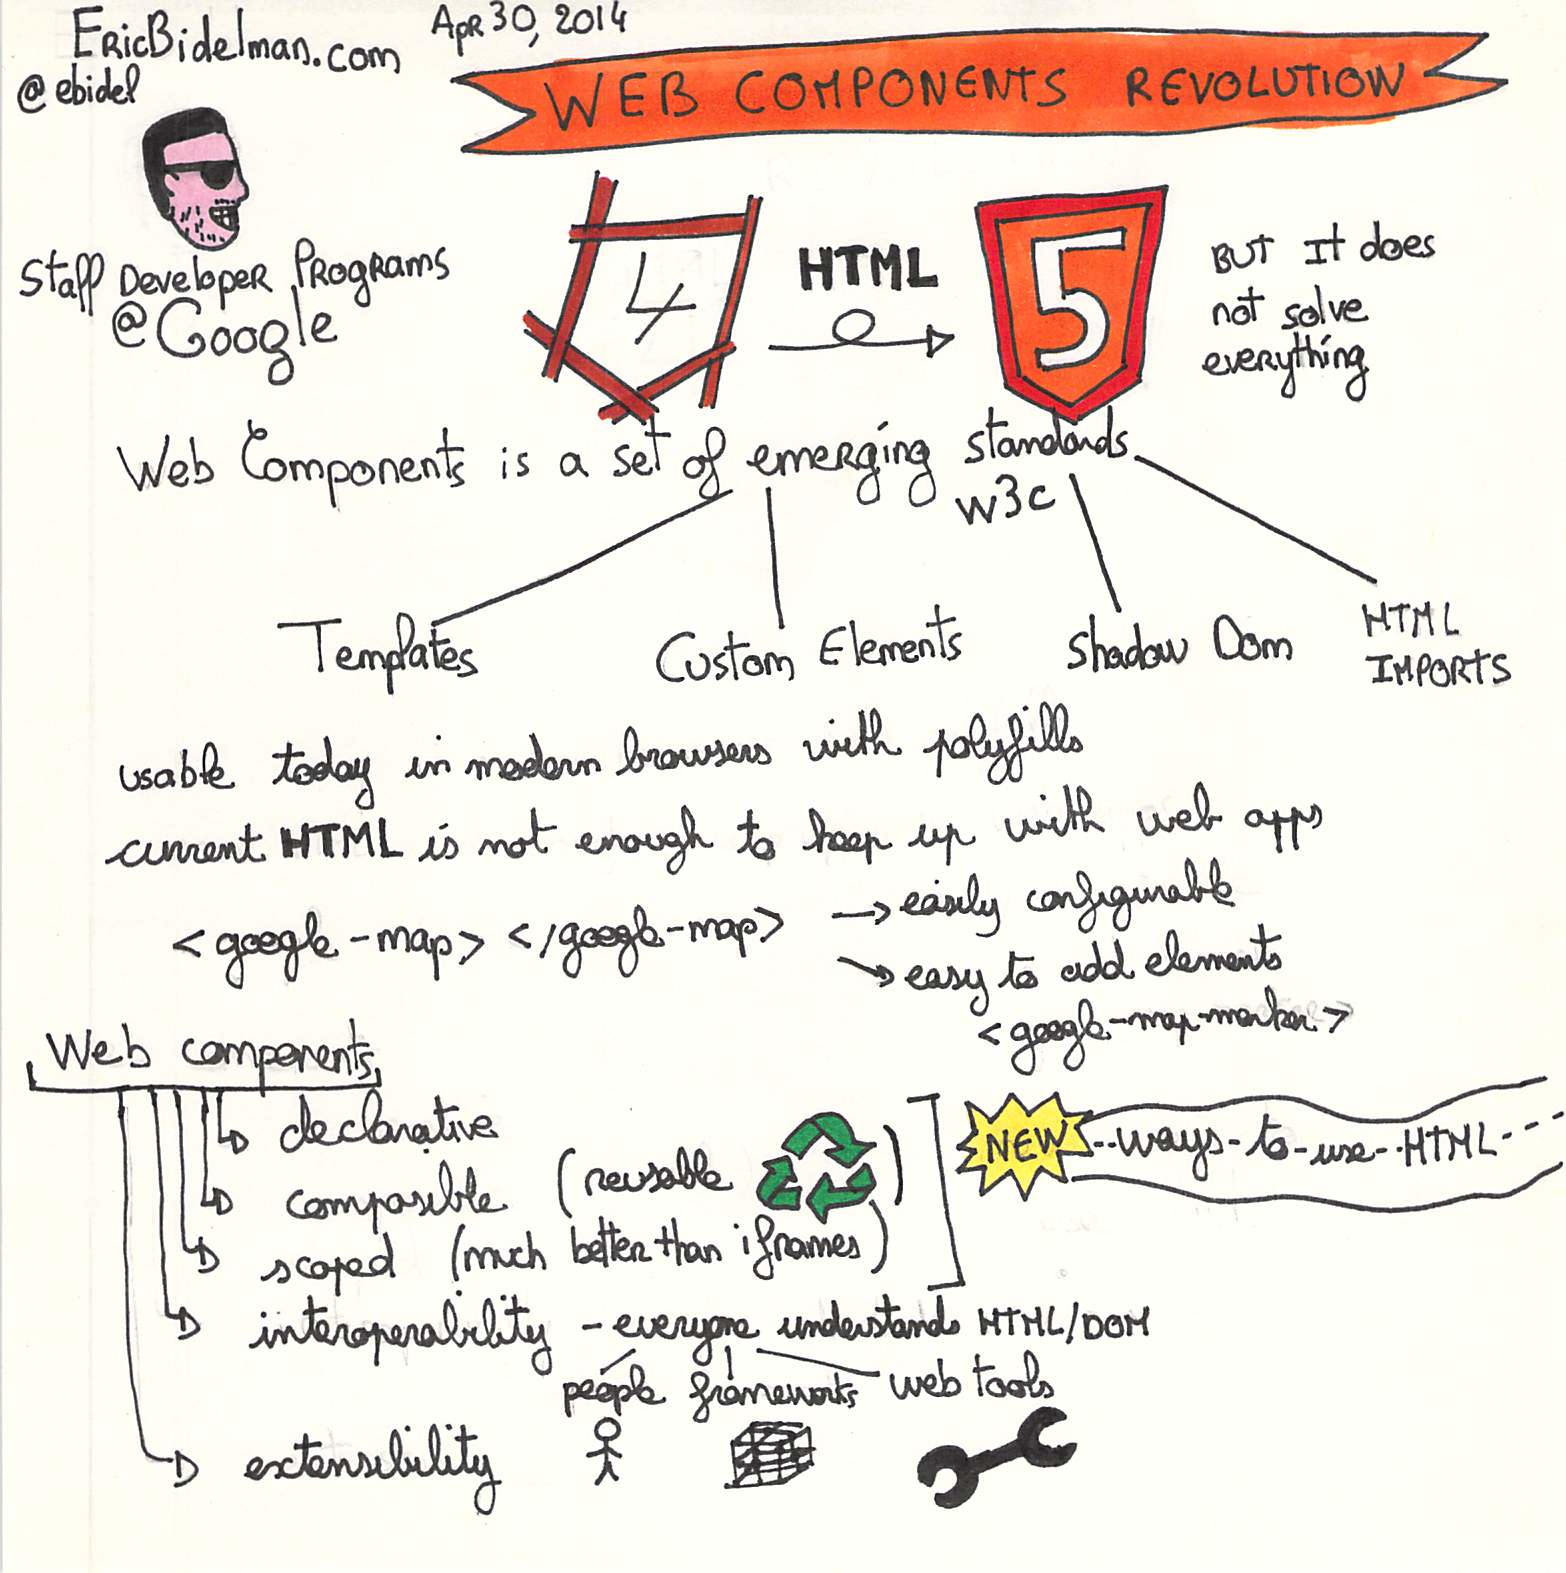 EricBidelman.com
@ebidel
Apr 30, 2014
WEB COMPONENTS REVOLUTION
Staff Developer Programs
@Google
4
HTML
5
BUT It does
not solve
everything
Web Components is a set of emerging standards
W3C
Templates
Custom Elements
Shadow Dom
HTML
IMPORTS
usable today in modern browsers with polyfills
current HTML is not enough to keep up with web apps
<google-map> </google-map>
→ easily configurable
→ easy to add elements
<google-map-marker>
Web components
declarative
composible (reusable )
scoped (much better than iframes)
NEW ways-to-use-HTML
interoperability - everyone understands HTML/DOM
people frameworks web tools
extensibility